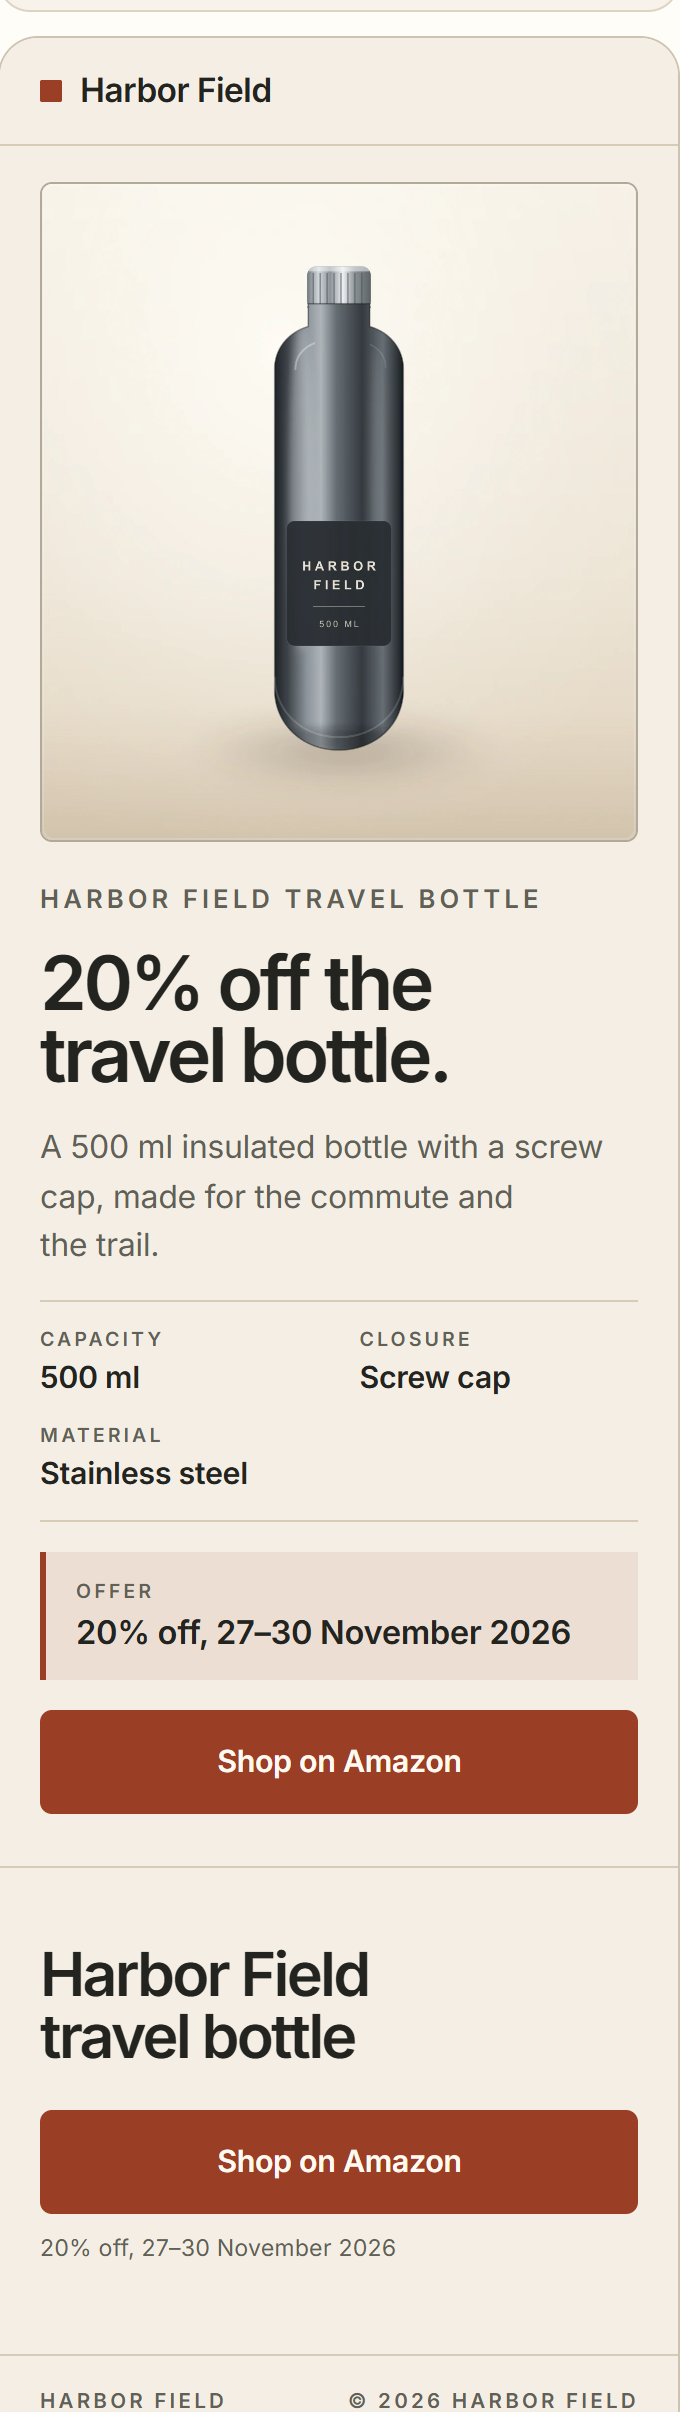 Harbor Field
HARBOR
FIELD
500 ML
HARBOR FIELD TRAVEL BOTTLE
20% off the
travel bottle.
A 500 ml insulated bottle with a screw
cap, made for the commute and
the trail.
CAPACITY
500 ml
CLOSURE
Screw cap
MATERIAL
Stainless steel
OFFER
20% off, 27–30 November 2026
Shop on Amazon
Harbor Field
travel bottle
Shop on Amazon
20% off, 27–30 November 2026
HARBOR FIELD
© 2026 HARBOR FIELD